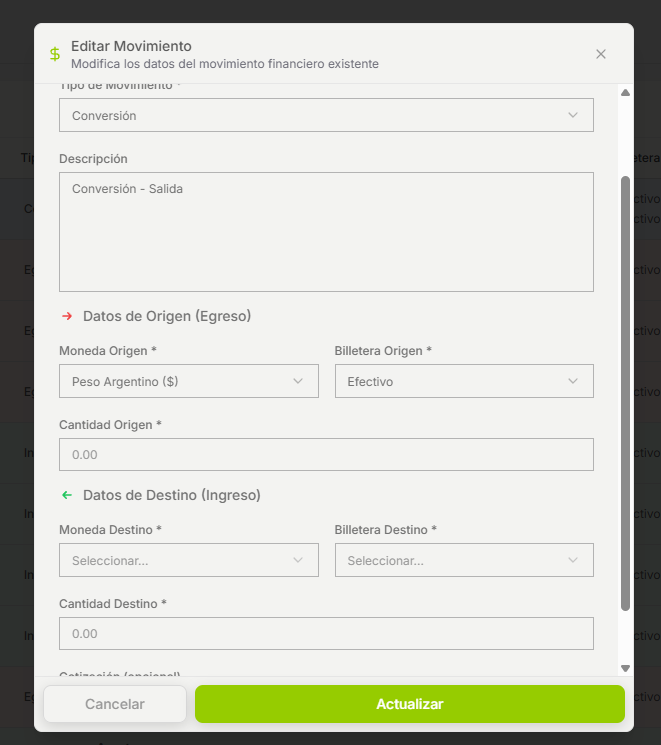 $ Editar Movimiento
Modifica los datos del movimiento financiero existente
Tipo de Movimiento *
Conversión
Descripción
Conversión - Salida
Datos de Origen (Egreso)
Moneda Origen * Billetera Origen *
Peso Argentino ($) Efectivo
Cantidad Origen *
0.00
Datos de Destino (Ingreso)
Moneda Destino * Billetera Destino *
Seleccionar... Seleccionar...
Cantidad Destino *
0.00
Cotización (opcional)
Cancelar Actualizar